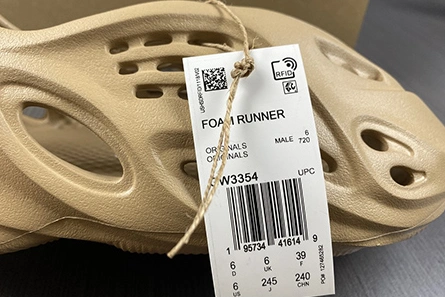 RFID
FOAM RUNNER
ORIGINALS
ORIGINALS
MALE 6
720
W3354
UPC
1 95734 41614 9
6 D
6 UK
39 F
6 US
245 J
240 CHN